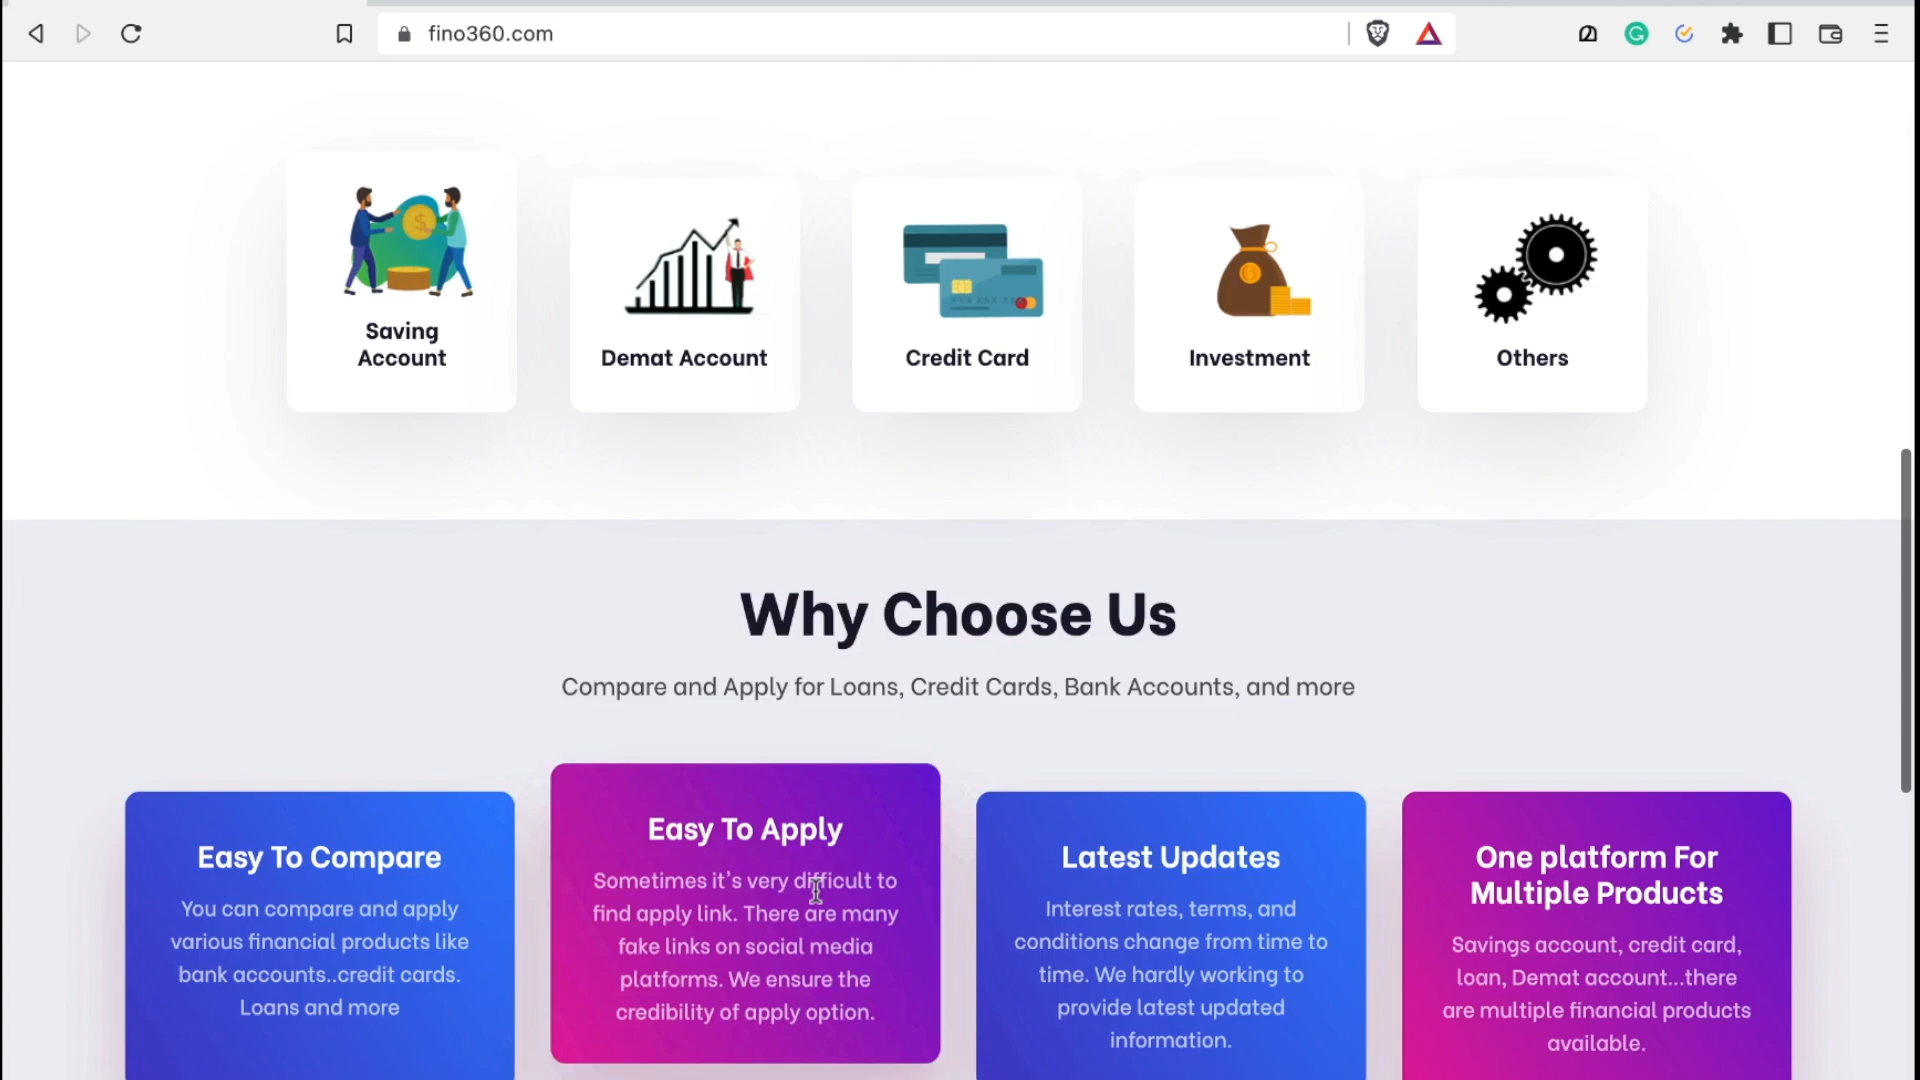 fino360.com
Saving
Account
Demat Account
Credit Card
Investment
Others
Why Choose Us
Compare and Apply for Loans, Credit Cards, Bank Accounts, and more
Easy To Compare
You can compare and apply
various financial products like
bank accounts..credit cards.
Loans and more
Easy To Apply
Sometimes it's very difficult to
find apply link. There are many
fake links on social media
platforms. We ensure the
credibility of apply option.
Latest Updates
Interest rates, terms, and
conditions change from time to
time. We hardly working to
provide latest updated
information.
One platform For
Multiple Products
Savings account, credit card,
loan, Demat account...there
are multiple financial products
available.